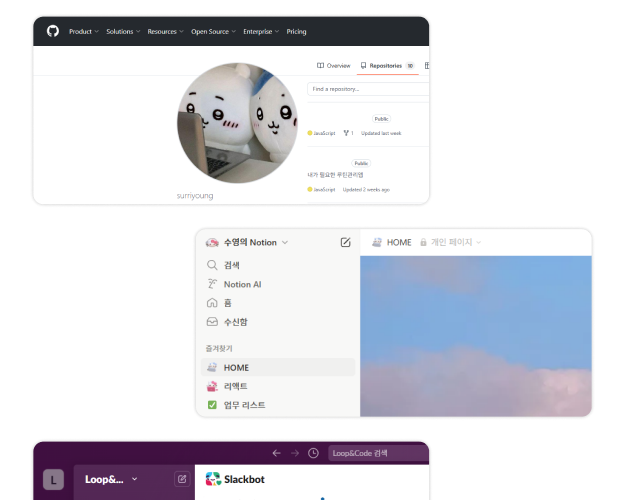 Product Solutions Resources Open Source Enterprise Pricing
Overview Repositories 10
Find a repository...
Public
JavaScript 1 Updated last week
Public
내가 필요한 루틴관리앱
JavaScript Updated 2 weeks ago
surriyoung
수영의 Notion
HOME 개인 페이지
검색
Notion AI
홈
수신함
즐겨찾기
HOME
리액트
업무 리스트
Loop&Code 검색
L Loop&... Slackbot